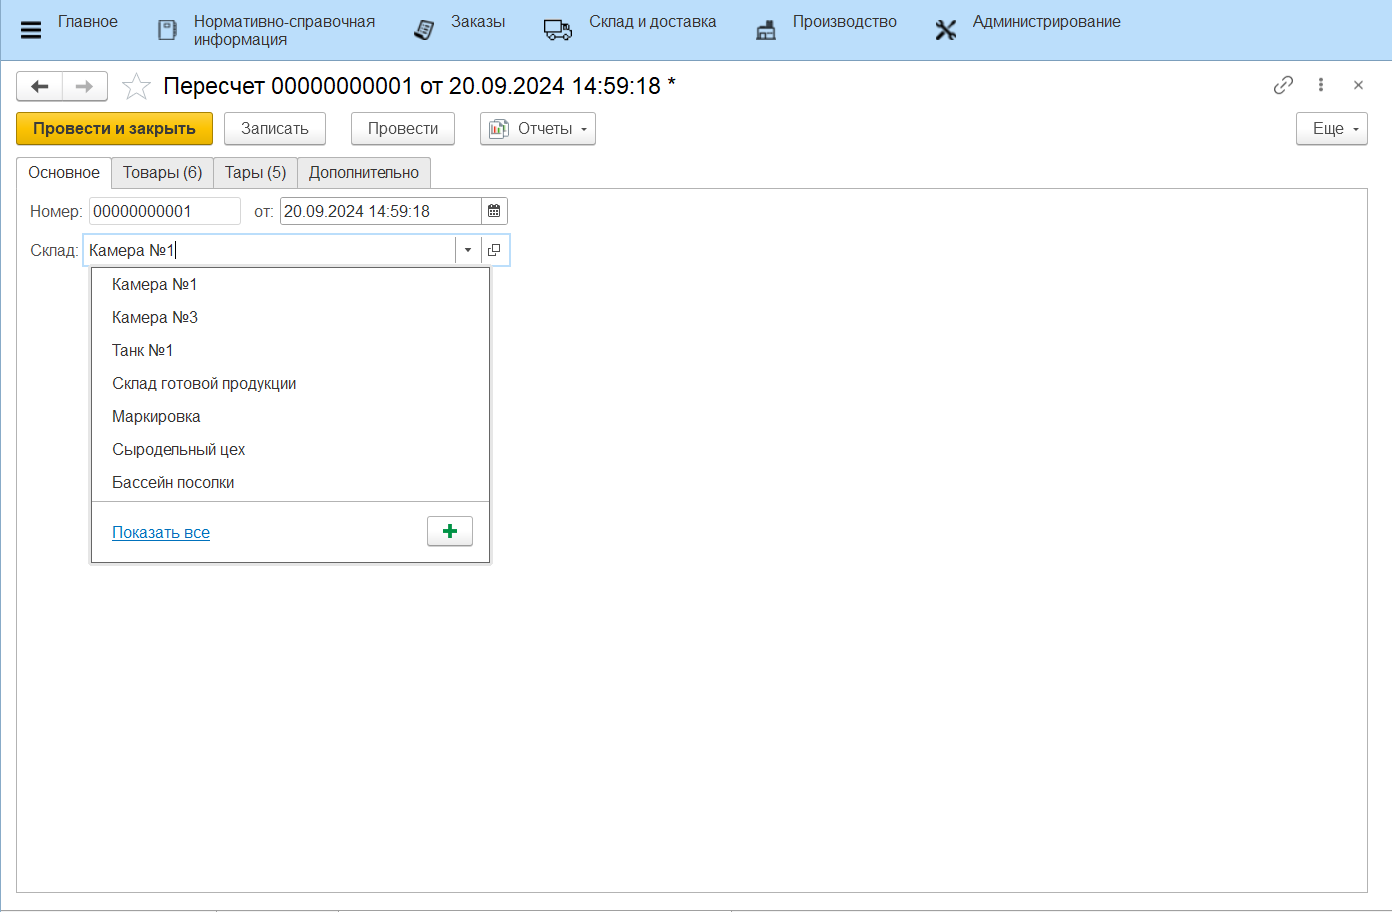 Главное
Нормативно-справочная
информация
Заказы
Склад и доставка
Производство
Администрирование
Пересчет 00000000001 от 20.09.2024 14:59:18 *
Провести и закрыть
Записать
Провести
Отчеты
Еще
Основное
Товары (6)
Тары (5)
Дополнительно
Номер: 00000000001 от: 20.09.2024 14:59:18
Склад: Камера №1
Камера №1
Камера №3
Танк №1
Склад готовой продукции
Маркировка
Сыродельный цех
Бассейн посолки
Показать все